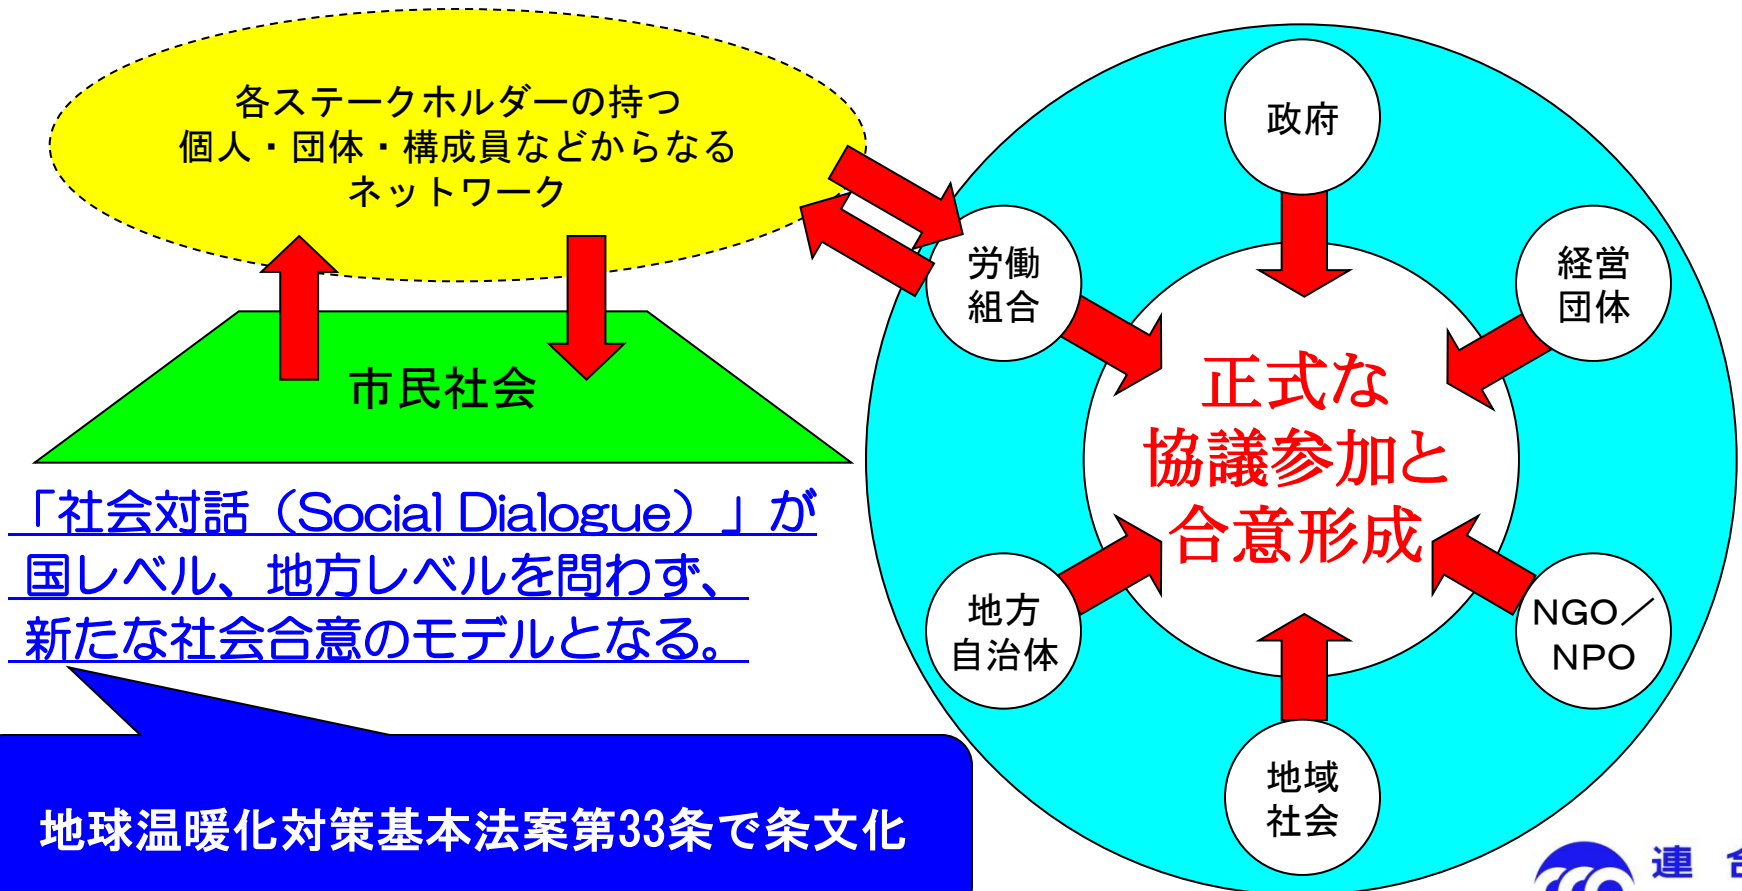 各ステークホルダーの持つ
個人・団体・構成員などからなる
ネットワーク
市民社会
「社会対話（Social Dialogue）」が
国レベル、地方レベルを問わず、
新たな社会合意のモデルとなる。
地球温暖化対策基本法案第33条で条文化
政府
労働
組合
経営
団体
正式な
協議参加と
合意形成
地方
自治体
NGO／
NPO
地域
社会
連